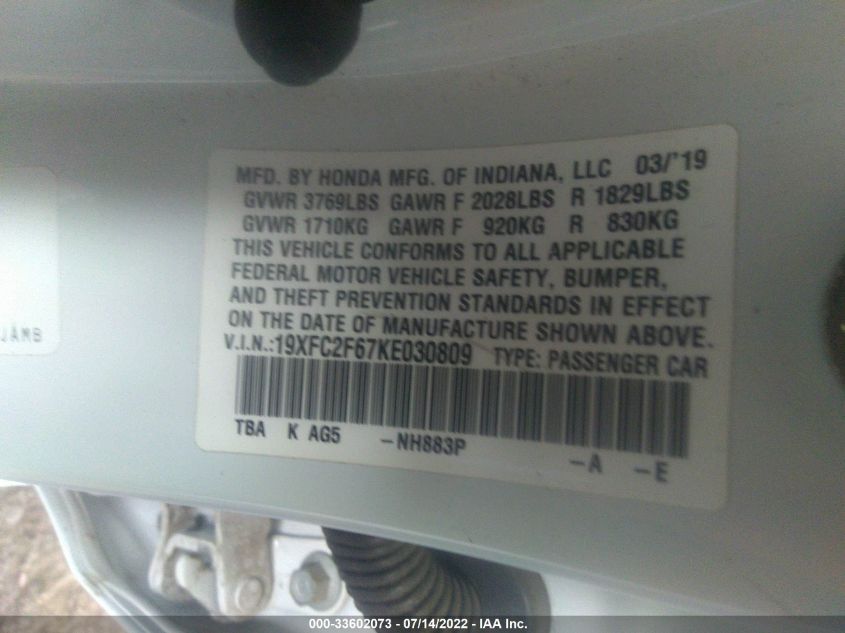 MFD. BY HONDA MFG. OF INDIANA, LLC 03/'19
GVWR 3769LBS GAWR F 2028LBS R 1829LBS
GVWR 1710KG GAWR F 920KG R 830KG
THIS VEHICLE CONFORMS TO ALL APPLICABLE
FEDERAL MOTOR VEHICLE SAFETY, BUMPER,
AND THEFT PREVENTION STANDARDS IN EFFECT
ON THE DATE OF MANUFACTURE SHOWN ABOVE.
V.I.N.:19XFC2F67KE030809 TYPE: PASSENGER CAR
TBA K AG5 -NH883P -A -E
JAMB
000-33602073 - 07/14/2022 - IAA Inc.